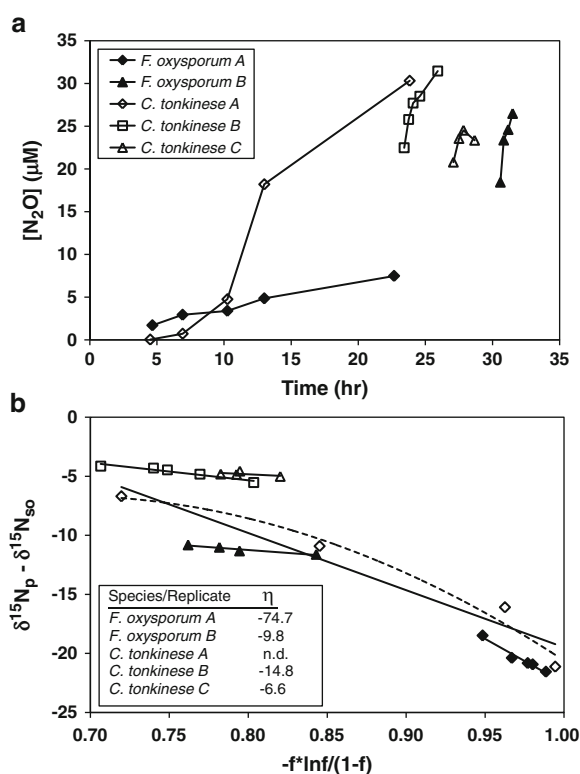 a
[N₂O] (μM)
35
30
25
20
15
10
5
0
F. oxysporum A
F. oxysporum B
C. tonkinese A
C. tonkinese B
C. tonkinese C
0 5 10 15 20 25 30 35
Time (hr)
b
δ¹⁵Nₚ - δ¹⁵Nₛₒ
0
-5
-10
-15
-20
-25
Species/Replicate η
F. oxysporum A -74.7
F. oxysporum B -9.8
C. tonkinese A n.d.
C. tonkinese B -14.8
C. tonkinese C -6.6
0.70 0.75 0.80 0.85 0.90 0.95 1.00
-f*lnf/(1-f)